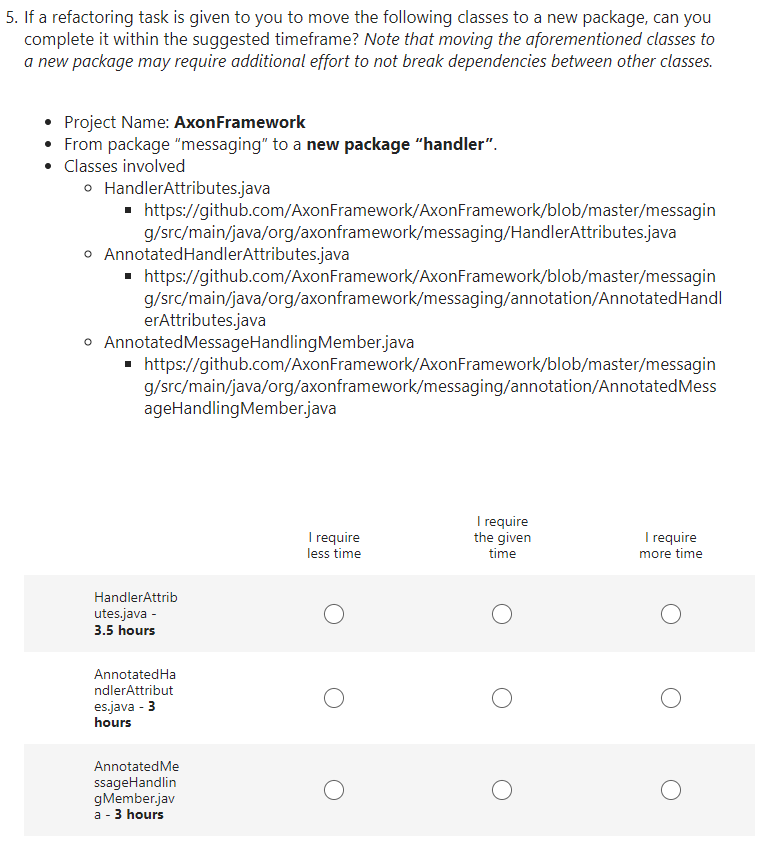 5. If a refactoring task is given to you to move the following classes to a new package, can you
complete it within the suggested timeframe? Note that moving the aforementioned classes to
a new package may require additional effort to not break dependencies between other classes.
• Project Name: AxonFramework
• From package "messaging" to a new package "handler".
• Classes involved
HandlerAttributes.java
https://github.com/AxonFramework/AxonFramework/blob/master/messagin
g/src/main/java/org/axonframework/messaging/HandlerAttributes.java
AnnotatedHandlerAttributes.java
https://github.com/AxonFramework/AxonFramework/blob/master/messagin
g/src/main/java/org/axonframework/messaging/annotation/AnnotatedHandl
erAttributes.java
AnnotatedMessageHandlingMember.java
https://github.com/AxonFramework/AxonFramework/blob/master/messagin
g/src/main/java/org/axonframework/messaging/annotation/AnnotatedMess
ageHandlingMember.java
I require
less time
I require
the given
time
I require
more time
HandlerAttrib
utes.java -
3.5 hours
AnnotatedHa
ndlerAttribut
es.java - 3
hours
AnnotatedMe
ssageHandlin
gMember.jav
a - 3 hours